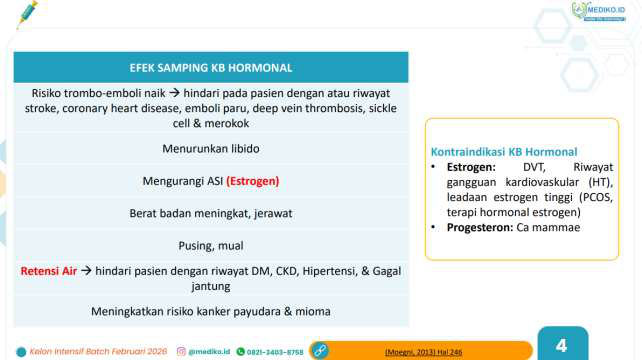 MEDIKO.ID
EFEK SAMPING KB HORMONAL
Risiko trombo-emboli naik → hindari pada pasien dengan atau riwayat
stroke, coronary heart disease, emboli paru, deep vein thrombosis, sickle
cell & merokok
Menurunkan libido
Mengurangi ASI (Estrogen)
Berat badan meningkat, jerawat
Pusing, mual
Retensi Air → hindari pasien dengan riwayat DM, CKD, Hipertensi, & Gagal
jantung
Meningkatkan risiko kanker payudara & mioma
Kontraindikasi KB Hormonal
• Estrogen: DVT, Riwayat
gangguan kardiovaskular (HT),
leadaan estrogen tinggi (PCOS,
terapi hormonal estrogen)
• Progesteron: Ca mammae
Kelon Intensif Batch Februari 2026 @mediko.id 0821-3403-8758
(Moegni, 2013) Hal 246
4